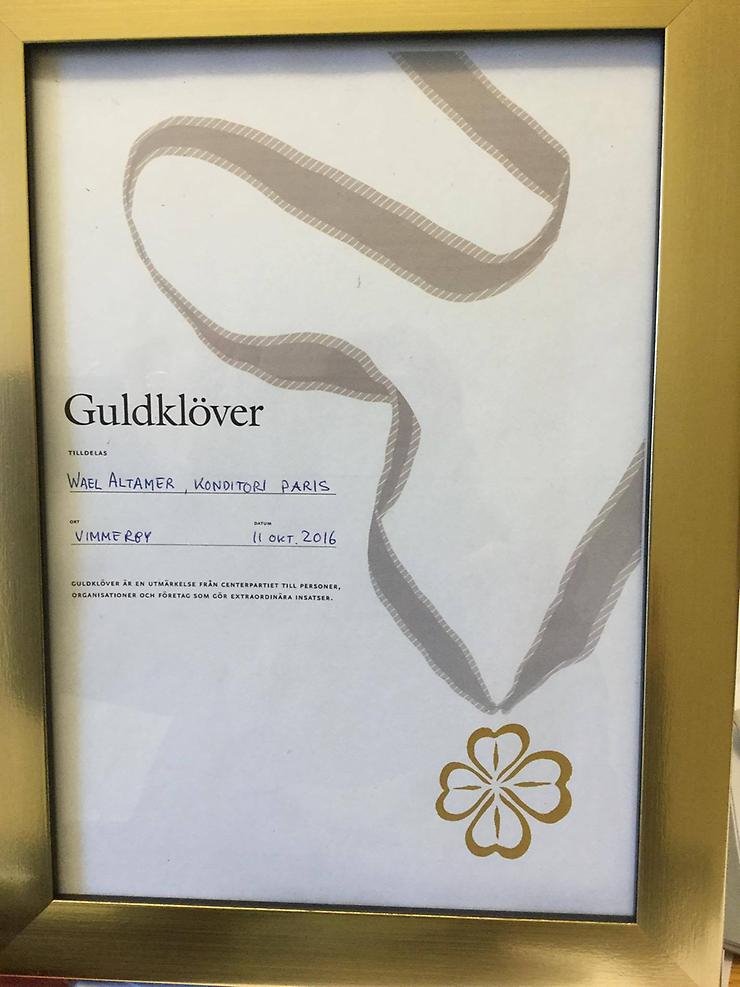 Guldklöver
TILLDELAS
WAEL ALTAMER, KONDITORI PARIS
ORT DATUM
VIMMERBY 11 OKT. 2016
GULDKLÖVER ÄR EN UTMÄRKELSE FRÅN CENTERPARTIET TILL PERSONER,
ORGANISATIONER OCH FÖRETAG SOM GÖR EXTRAORDINÄRA INSATSER.